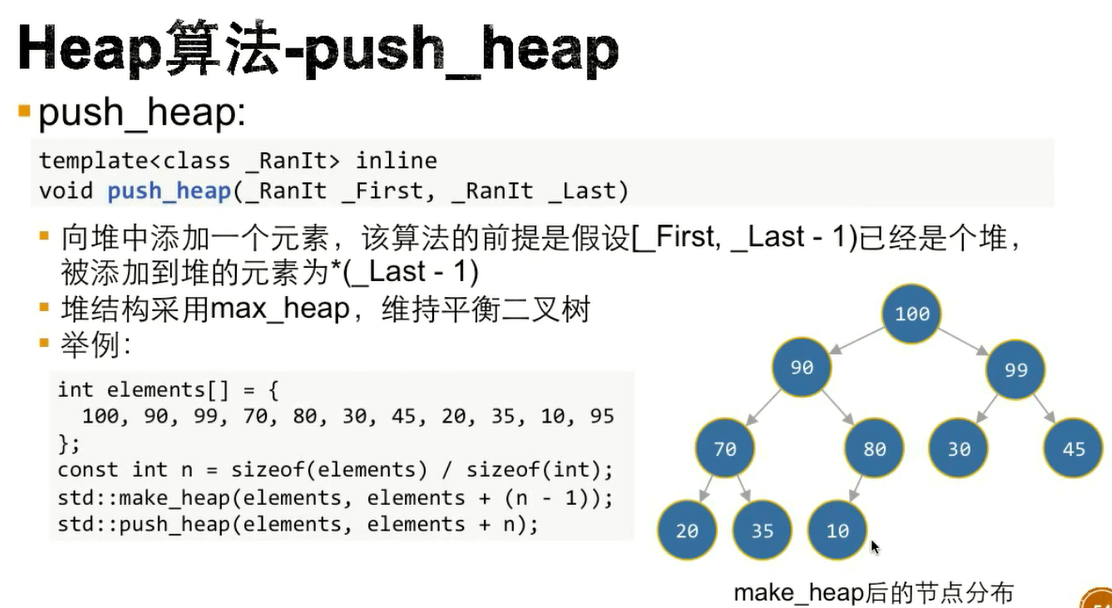 Heap算法-push_heap
push_heap:
template<class _RanIt> inline
void push_heap(_RanIt _First, _RanIt _Last)
向堆中添加一个元素，该算法的前提是假设[_First, _Last - 1)已经是个堆，
被添加到堆的元素为*(_Last - 1)
堆结构采用max_heap，维持平衡二叉树
举例：
int elements[] = {
100, 90, 99, 70, 80, 30, 45, 20, 35, 10, 95
};
const int n = sizeof(elements) / sizeof(int);
std::make_heap(elements, elements + (n - 1));
std::push_heap(elements, elements + n);
100
90 99
70 80 30 45
20 35 10
make_heap后的节点分布